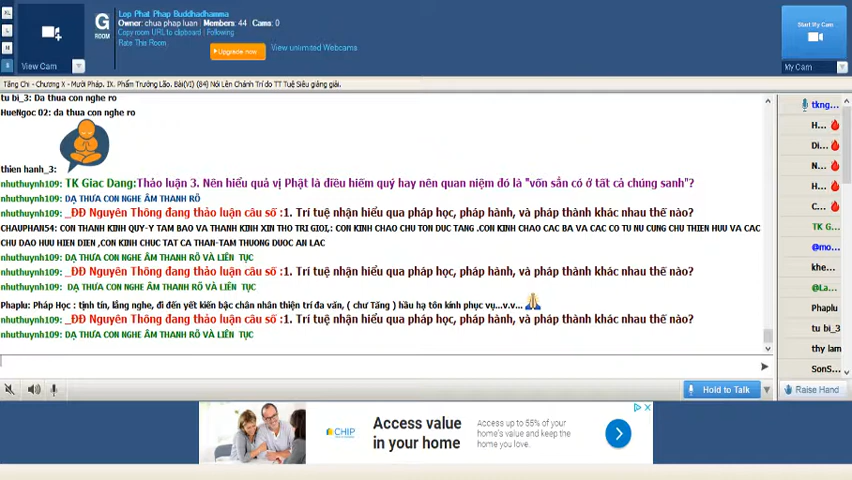 XL
L
M
S
View Cam
G
ROOM
Lop Phat Phap Buddhadhamma
Owner: chua phap luan | Members: 44 | Cams: 0
Copy room URL to clipboard | Following
Rate This Room
Upgrade now
View unlimited Webcams
Start My Cam
My Cam
Tăng Chi - Chương X - Mười Pháp. IX. Phẩm Trưởng Lão. Bài(VI) (84) Nói Lên Chánh Trí do TT Tuệ Siêu giảng giải.
tu bi_3: Da thua con nghe ro
HueNgoc 02: da thua con nghe ro
thien hanh_3:
nhuthuynh109: TK Giac Dang:Thảo luận 3. Nên hiểu quả vị Phật là điều hiếm quý hay nên quan niệm đó là "vốn sẳn có ở tất cả chúng sanh"?
nhuthuynh109: DẠ THƯA CON NGHE ÂM THANH RÕ
nhuthuynh109: _ĐĐ Nguyên Thông đang thảo luận câu số :1. Trí tuệ nhận hiểu qua pháp học, pháp hành, và pháp thành khác nhau thế nào?
CHAUPHAN54: CON THANH KINH QUY-Y TAM BAO VA THANH KINH XIN THO TRI GIOI,: CON KINH CHAO CHU TON DUC TANG .CON KINH CHAO CAC BA VA CAC CO TU NU CUNG CHU THIEN HUU VA CAC
CHU DAO HUU HIEN DIEN ,CON KINH CHUC TAT CA THAN-TAM THUONG DUOC AN LAC
nhuthuynh109: DẠ THƯA CON NGHE ÂM THANH RÕ VÀ LIÊN TỤC
nhuthuynh109: _ĐĐ Nguyên Thông đang thảo luận câu số :1. Trí tuệ nhận hiểu qua pháp học, pháp hành, và pháp thành khác nhau thế nào?
nhuthuynh109: DẠ THƯA CON NGHE ÂM THANH RÕ VÀ LIÊN TỤC
Phaplu: Pháp Học : tịnh tín, lắng nghe, đi đến yết kiến bậc chân nhân thiện trí đa văn, ( chư Tăng ) hầu hạ tôn kính phục vụ...v.v...
nhuthuynh109: _ĐĐ Nguyên Thông đang thảo luận câu số :1. Trí tuệ nhận hiểu qua pháp học, pháp hành, và pháp thành khác nhau thế nào?
nhuthuynh109: DẠ THƯA CON NGHE ÂM THANH RÕ VÀ LIÊN TỤC
tkng...
H...
Di...
N...
H...
C...
TK G...
@mo...
khe...
@La...
Phaplu
tu bi_3
thy lam
SonS...
Hold to Talk
Raise Hand
CHIP
Access value
in your home
Access up to 55% of your
home's value and keep the
home you love.